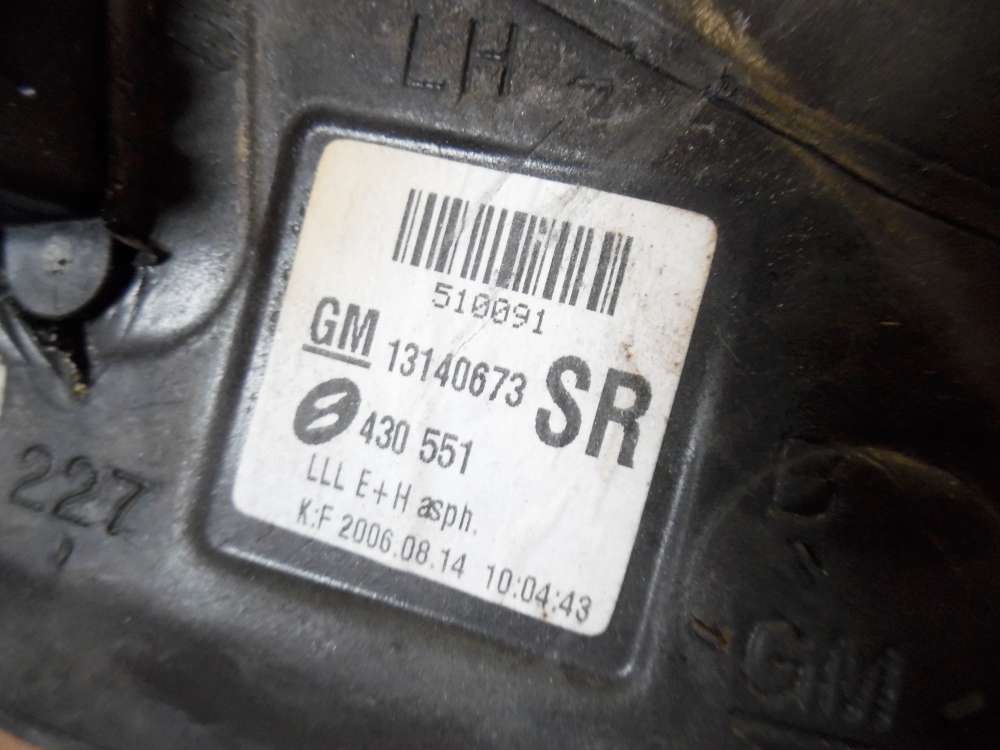 LH
510091
GM 13140673 SR
430 551
LLL E+H asph.
K:F 2006.08.14 10:04:43
227
GM